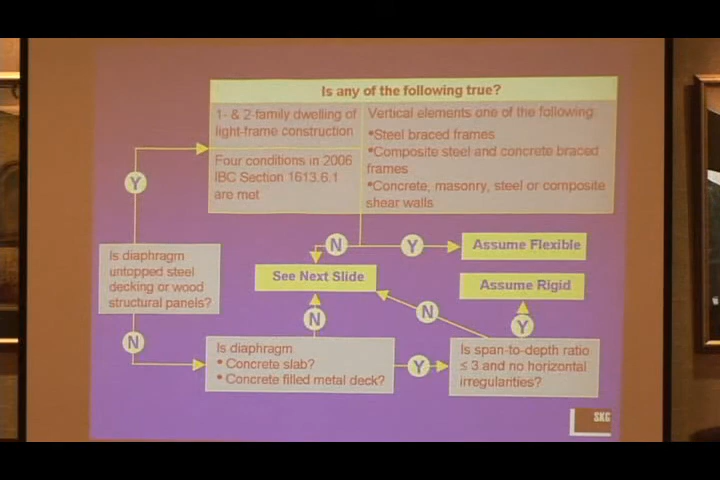 Is any of the following true?
1- & 2-family dwelling of
light-frame construction
Four conditions in 2006
IBC Section 1613.6.1
are met
Vertical elements one of the following:
•Steel braced frames
•Composite steel and concrete braced
frames
•Concrete, masonry, steel or composite
shear walls
Y
N
Y
Assume Flexible
Is diaphragm
untopped steel
decking or wood
structural panels?
See Next Slide
Assume Rigid
N
N
N
Y
Is diaphragm
• Concrete slab?
• Concrete filled metal deck?
Y
Is span-to-depth ratio
≤ 3 and no horizontal
irregularities?
SKG